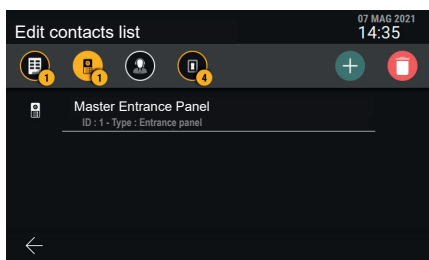 Edit contacts list
07 MAG 2021
14:35
1
1
4
Master Entrance Panel
ID : 1 - Type : Entrance panel